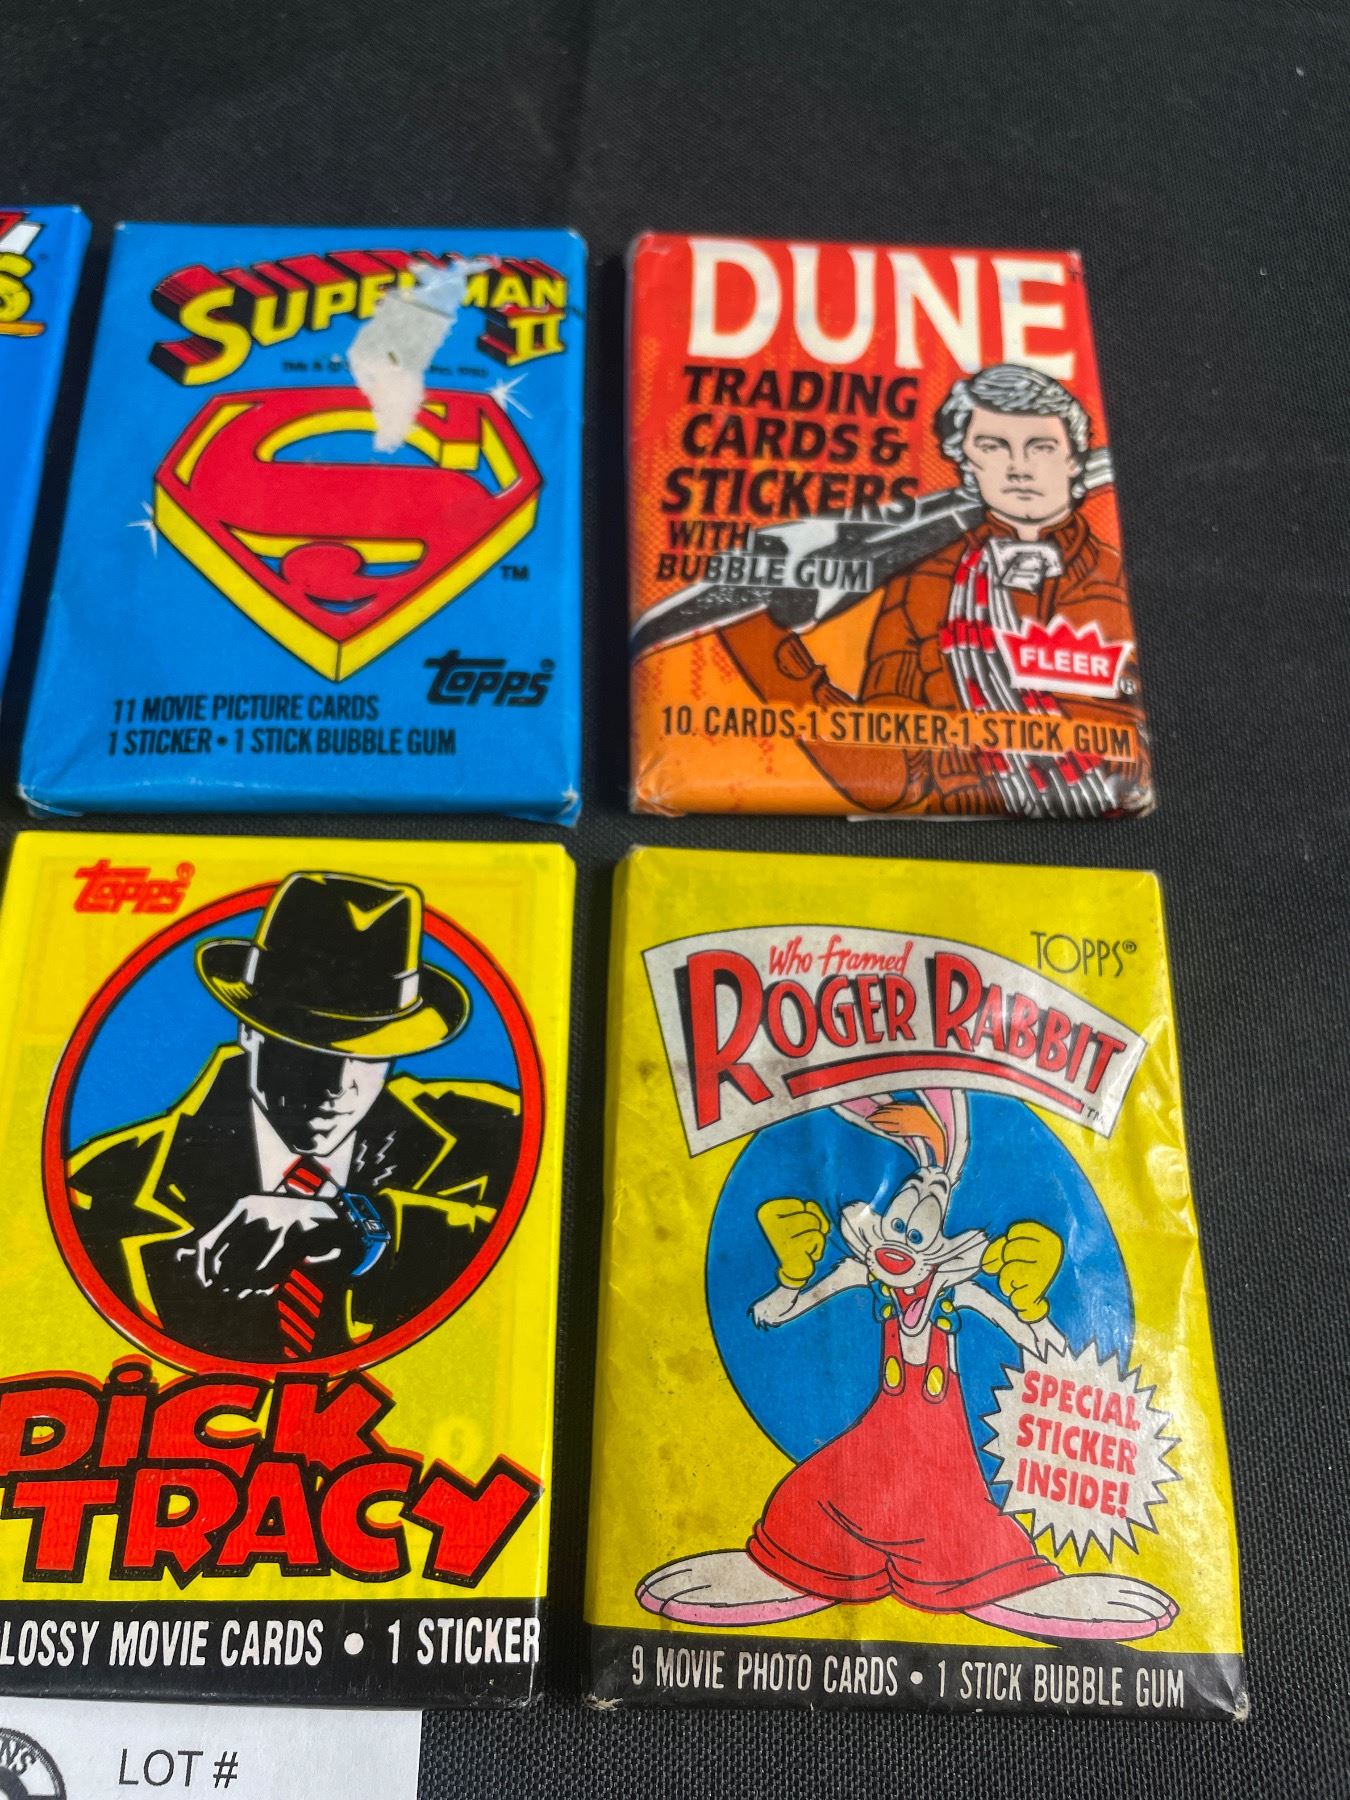 SUPERMAN
II
TM
topps®
11 MOVIE PICTURE CARDS
1 STICKER • 1 STICK BUBBLE GUM
DUNE
TRADING
CARDS &
STICKERS
WITH
BUBBLE GUM
FLEER®
10 CARDS-1 STICKER-1 STICK GUM
topps®
DICK
TRACY
GLOSSY MOVIE CARDS • 1 STICKER
TOPPS®
Who framed
ROGER RABBIT
TM
SPECIAL
STICKER
INSIDE!
9 MOVIE PHOTO CARDS • 1 STICK BUBBLE GUM
LOT #